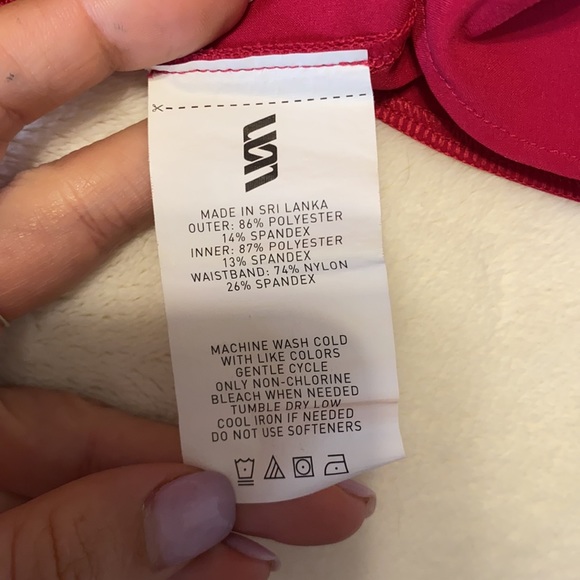 MADE IN SRI LANKA
OUTER: 86% POLYESTER
14% SPANDEX
INNER: 87% POLYESTER
13% SPANDEX
WAISTBAND: 74% NYLON
26% SPANDEX
MACHINE WASH COLD
WITH LIKE COLORS
GENTLE CYCLE
ONLY NON-CHLORINE
BLEACH WHEN NEEDED
TUMBLE DRY LOW
COOL IRON IF NEEDED
DO NOT USE SOFTENERS